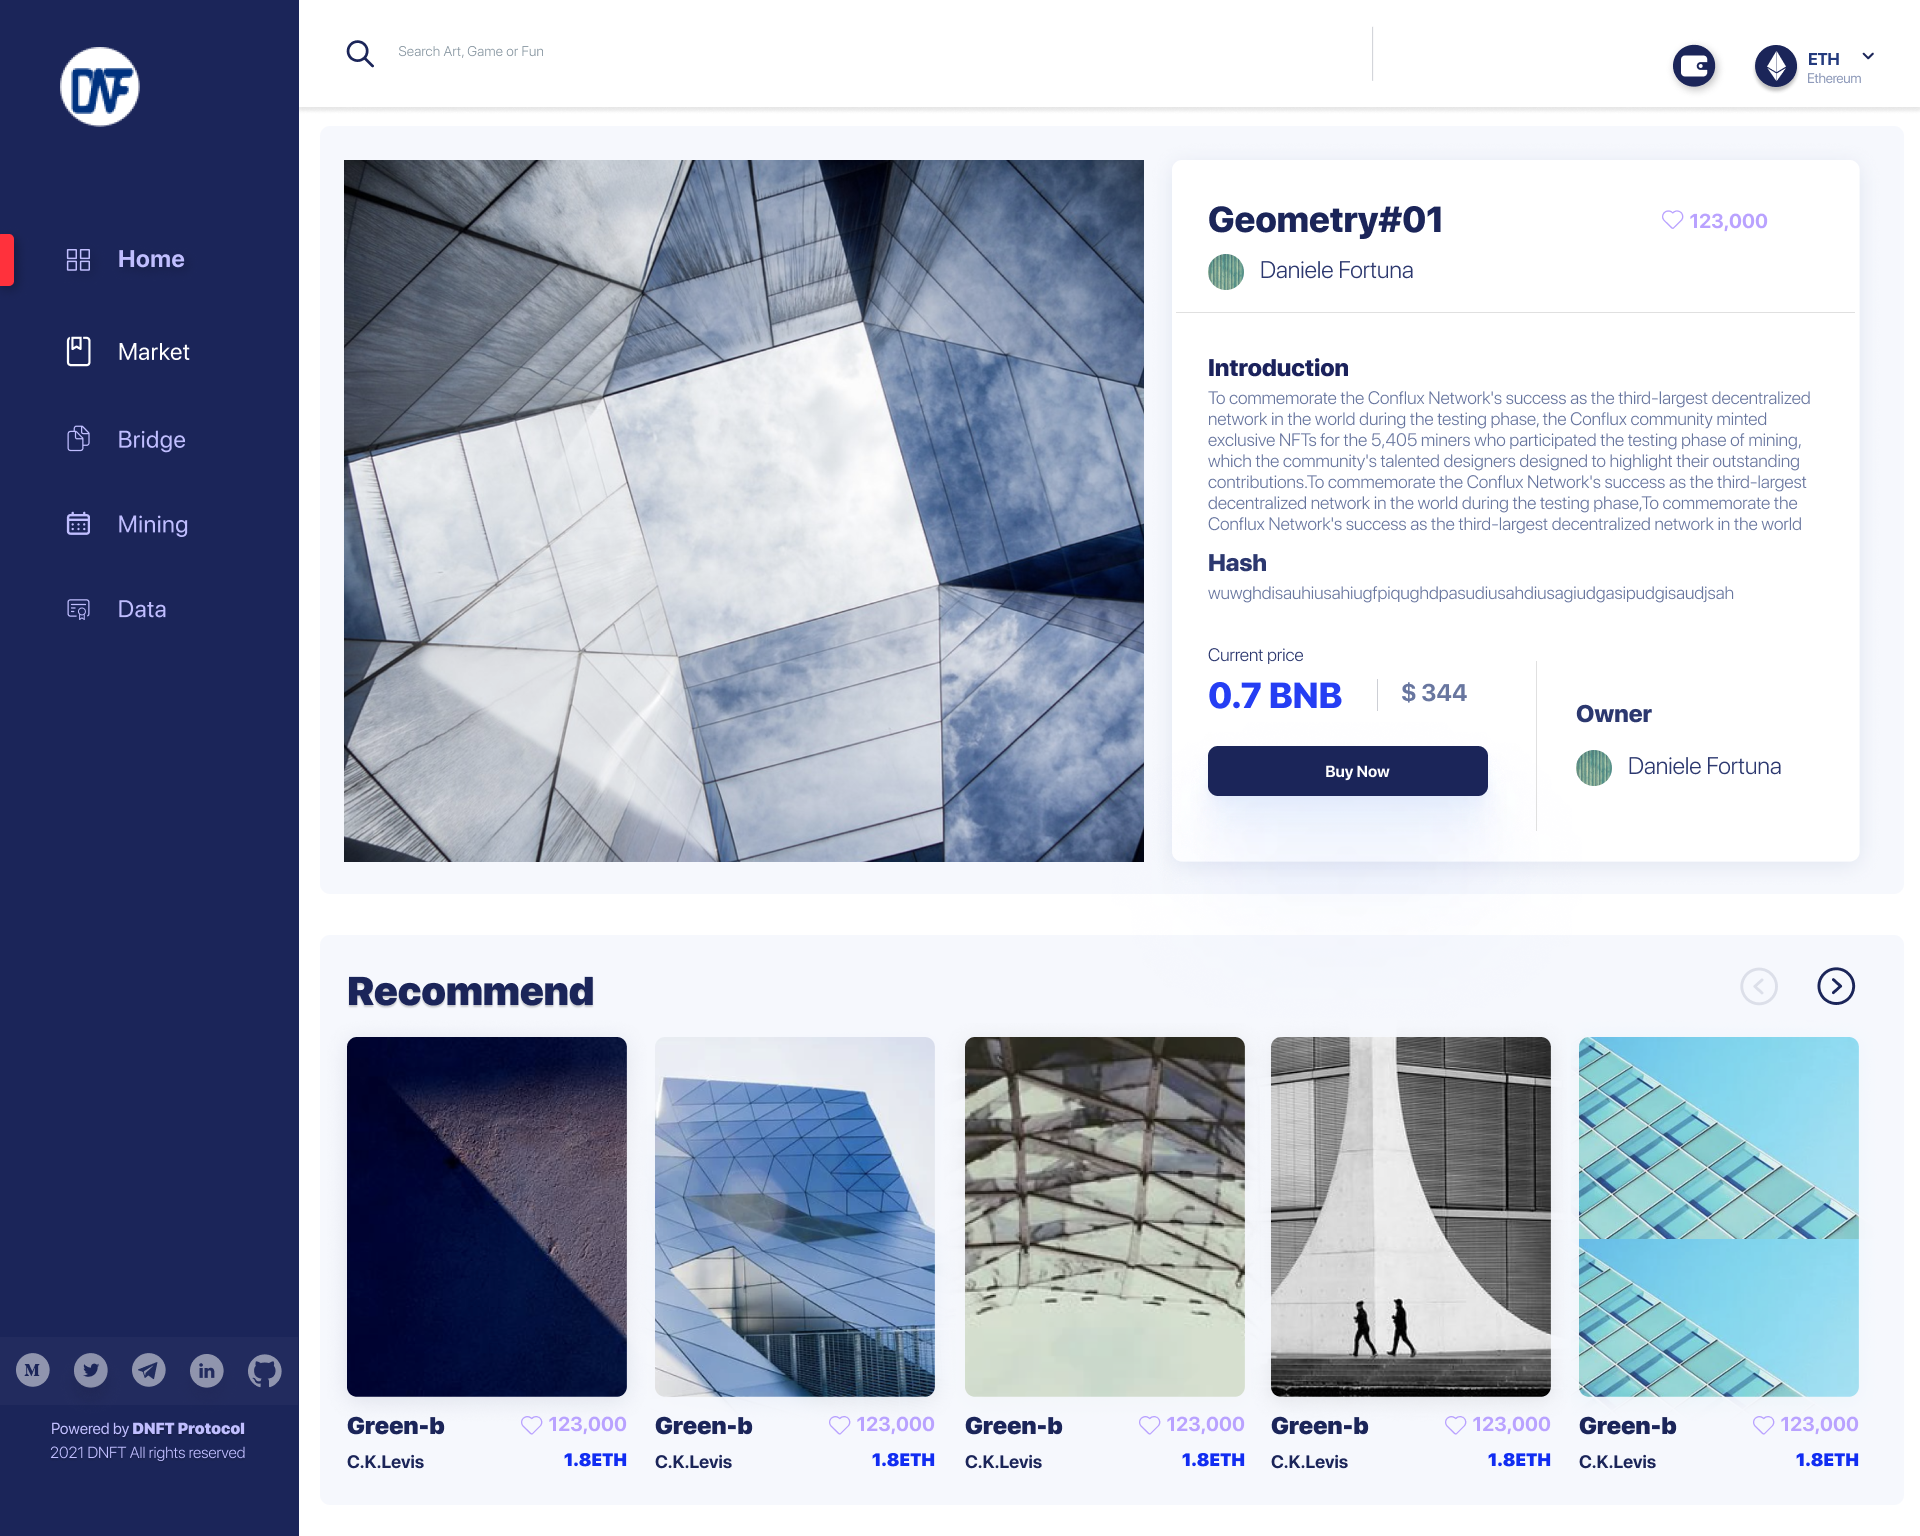 DNF
Search Art, Game or Fun
ETH
Ethereum
Home
Market
Bridge
Mining
Data
Geometry#01
123,000
Daniele Fortuna
Introduction
To commemorate the Conflux Network's success as the third-largest decentralized
network in the world during the testing phase, the Conflux community minted
exclusive NFTs for the 5,405 miners who participated the testing phase of mining,
which the community's talented designers designed to highlight their outstanding
contributions.To commemorate the Conflux Network's success as the third-largest
decentralized network in the world during the testing phase,To commemorate the
Conflux Network's success as the third-largest decentralized network in the world
Hash
wuwghdisauhiusahiugfpiqughdpasudiusahdiusagiudgasipudgisaudjsah
Current price
0.7 BNB
$ 344
Buy Now
Owner
Daniele Fortuna
Recommend
Green-b 123,000
C.K.Levis 1.8ETH
Green-b 123,000
C.K.Levis 1.8ETH
Green-b 123,000
C.K.Levis 1.8ETH
Green-b 123,000
C.K.Levis 1.8ETH
Green-b 123,000
C.K.Levis 1.8ETH
M
in
Powered by DNFT Protocol
2021 DNFT All rights reserved